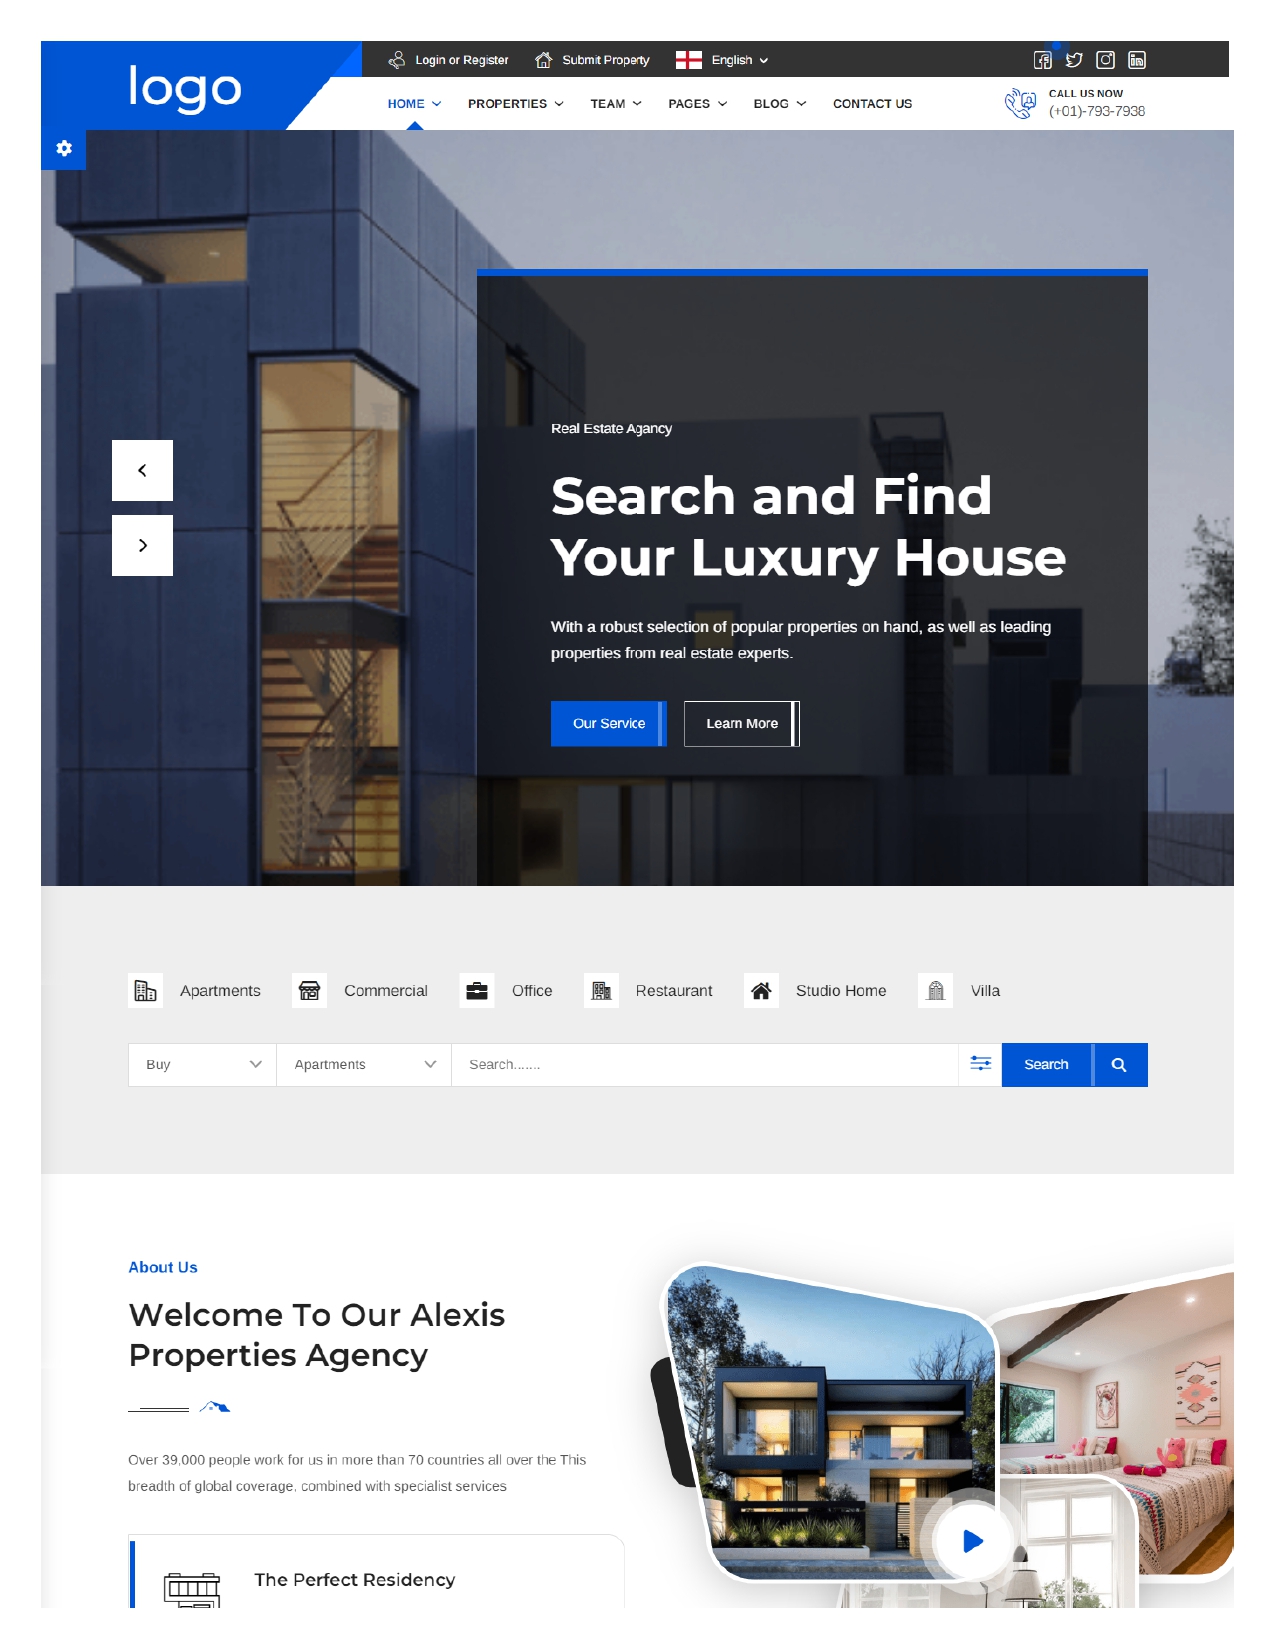 logo
Login or Register
Submit Property
English
HOME
PROPERTIES
TEAM
PAGES
BLOG
CONTACT US
CALL US NOW
(+01)-793-7938
Real Estate Agancy
Search and Find
Your Luxury House
With a robust selection of popular properties on hand, as well as leading
properties from real estate experts.
Our Service
Learn More
Apartments
Commercial
Office
Restaurant
Studio Home
Villa
Buy
Apartments
Search.......
Search
About Us
Welcome To Our Alexis
Properties Agency
Over 39,000 people work for us in more than 70 countries all over the This
breadth of global coverage, combined with specialist services
The Perfect Residency